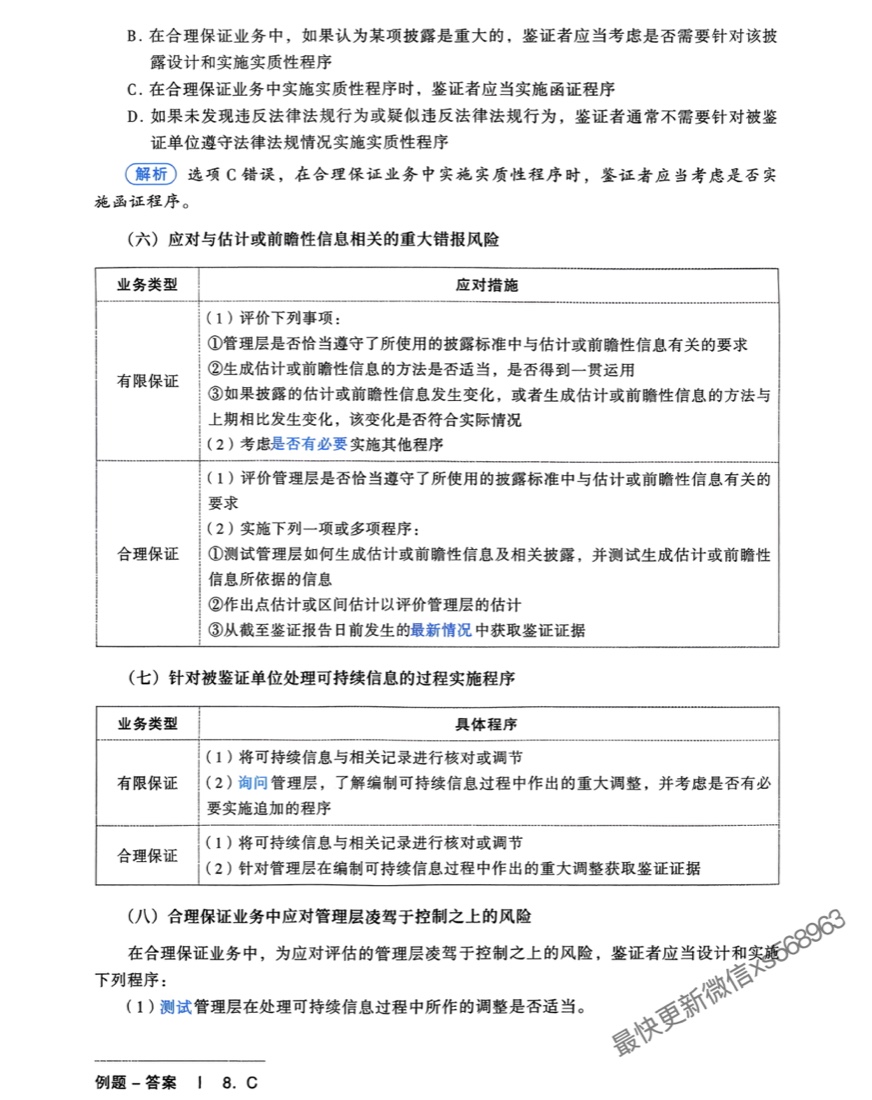 B. 在合理保证业务中，如果认为某项披露是重大的，鉴证者应当考虑是否需要针对该披
露设计和实施实质性程序
C. 在合理保证业务中实施实质性程序时，鉴证者应当实施函证程序
D. 如果未发现违反法律法规行为或疑似违反法律法规行为，鉴证者通常不需要针对被鉴
证单位遵守法律法规情况实施实质性程序
解析 选项 C 错误，在合理保证业务中实施实质性程序时，鉴证者应当考虑是否实
施函证程序。
（六）应对与估计或前瞻性信息相关的重大错报风险
业务类型 应对措施
有限保证
（1）评价下列事项：
①管理层是否恰当遵守了所使用的披露标准中与估计或前瞻性信息有关的要求
②生成估计或前瞻性信息的方法是否适当，是否得到一贯运用
③如果披露的估计或前瞻性信息发生变化，或者生成估计或前瞻性信息的方法与
上期相比发生变化，该变化是否符合实际情况
（2）考虑是否有必要实施其他程序
合理保证
（1）评价管理层是否恰当遵守了所使用的披露标准中与估计或前瞻性信息有关的
要求
（2）实施下列一项或多项程序：
①测试管理层如何生成估计或前瞻性信息及相关披露，并测试生成估计或前瞻性
信息所依据的信息
②作出点估计或区间估计以评价管理层的估计
③从截至鉴证报告日前发生的最新情况中获取鉴证证据
（七）针对被鉴证单位处理可持续信息的过程实施程序
业务类型 具体程序
有限保证
（1）将可持续信息与相关记录进行核对或调节
（2）询问管理层，了解编制可持续信息过程中作出的重大调整，并考虑是否有必
要实施追加的程序
合理保证
（1）将可持续信息与相关记录进行核对或调节
（2）针对管理层在编制可持续信息过程中作出的重大调整获取鉴证证据
（八）合理保证业务中应对管理层凌驾于控制之上的风险
在合理保证业务中，为应对评估的管理层凌驾于控制之上的风险，鉴证者应当设计和实施
下列程序：
（1）测试管理层在处理可持续信息过程中所作的调整是否适当。
最快更新微信xs568963
例题－答案 | 8. C